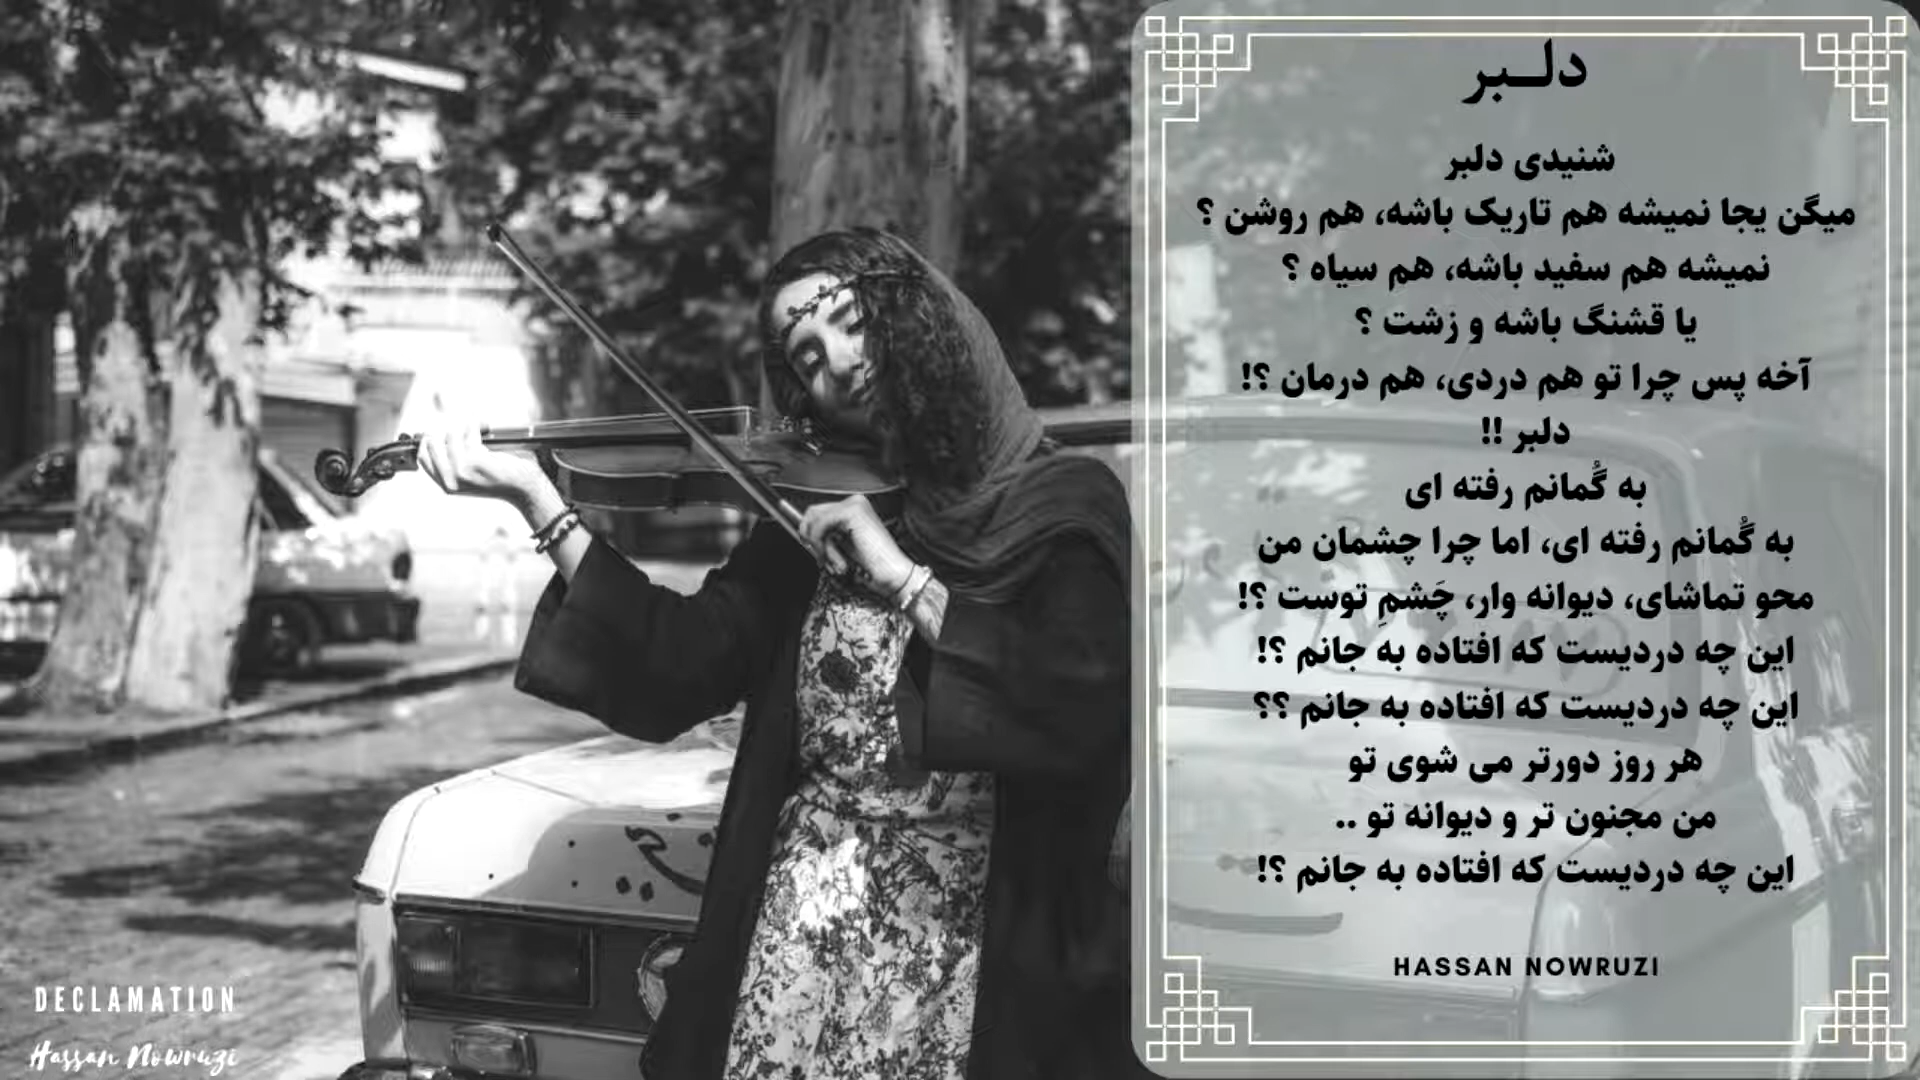 دلـبر
شنیدی دلبر
میگن یجا نمیشه هم تاریک باشه، هم روشن ؟
نمیشه هم سفید باشه، هم سیاه ؟
یا قشنگ باشه و زشت ؟
آخه پس چرا تو هم دردی، هم درمان ؟!
دلبر !!
به گُمانم رفته ای
به گُمانم رفته ای، اما چرا چشمان من
محو تماشای، دیوانه وار، چَشمِ توست ؟!
این چه دردیست که افتاده به جانم ؟!
این چه دردیست که افتاده به جانم ؟؟
هر روز دورتر می شوی تو
من مجنون تر و دیوانه تو ..
این چه دردیست که افتاده به جانم ؟!
HASSAN NOWRUZI
DECLAMATION
Hassan Nowruzi